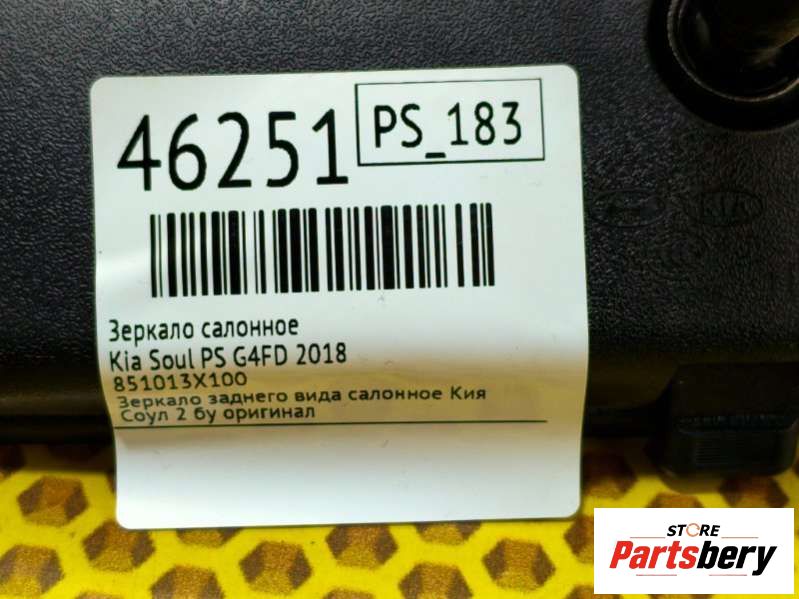 46251
PS_183
Зеркало салонное
Kia Soul PS G4FD 2018
851013X100
Зеркало заднего вида салонное Кия
Соул 2 бу оригинал
KIA
STORE
Partsbery